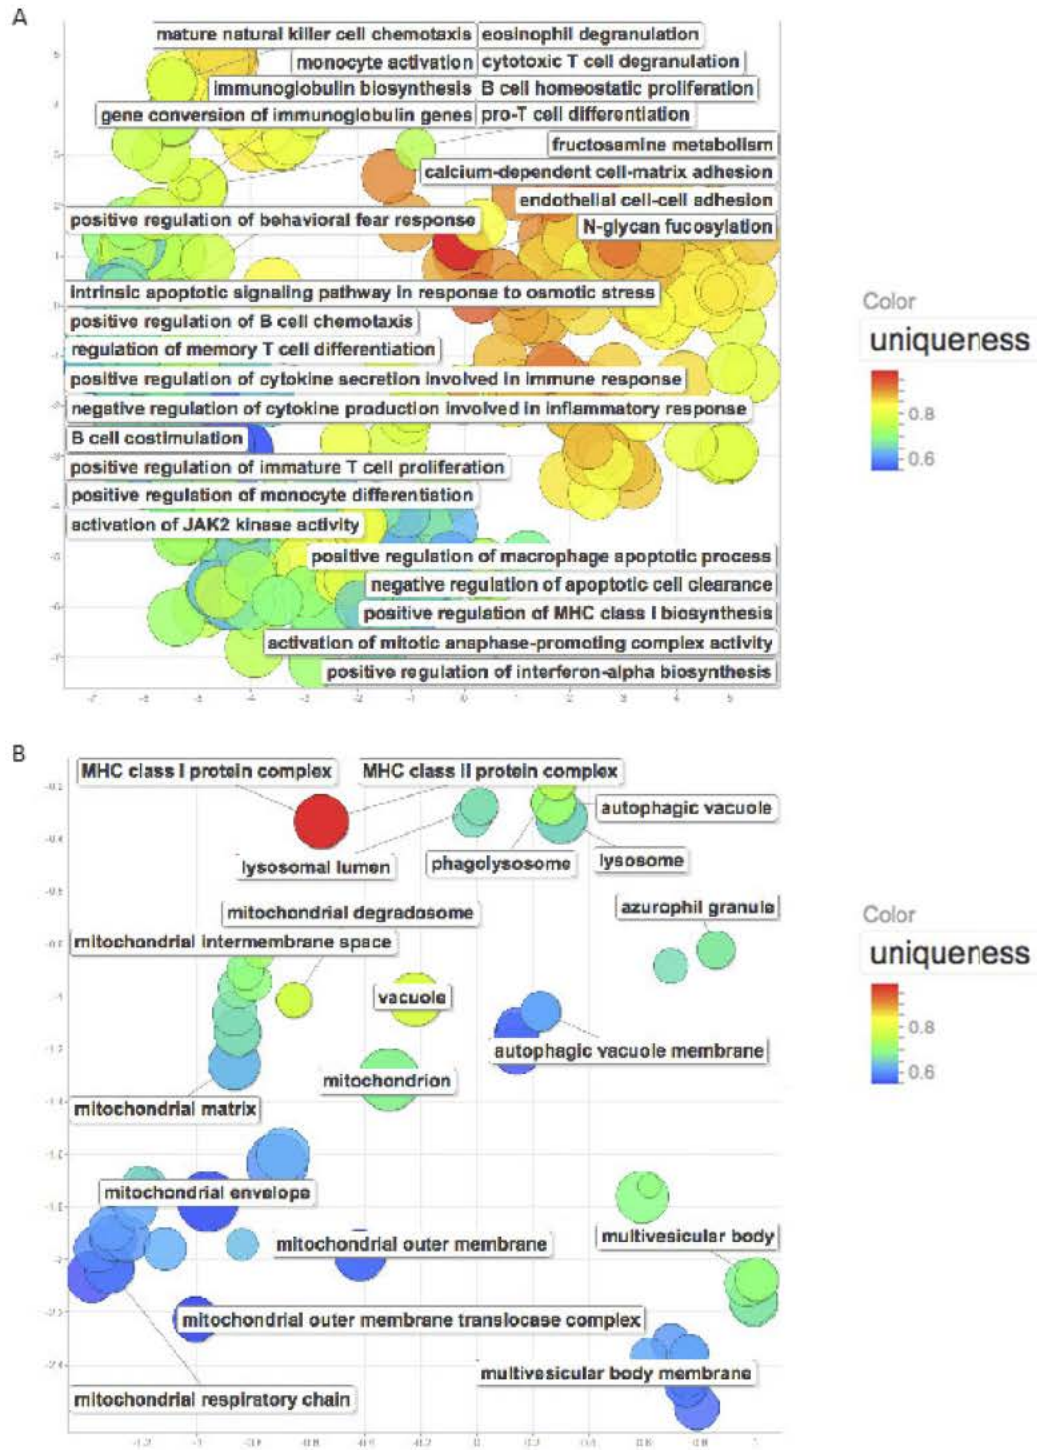 A
mature natural killer cell chemotaxis eosinophil degranulation
monocyte activation cytotoxic T cell degranulation
immunoglobulin biosynthesis B cell homeostatic proliferation
gene conversion of immunoglobulin genes pro-T cell differentiation
fructosamine metabolism
calcium-dependent cell-matrix adhesion
endothelial cell-cell adhesion
positive regulation of behavioral fear response
N-glycan fucosylation
intrinsic apoptotic signaling pathway in response to osmotic stress
positive regulation of B cell chemotaxis
regulation of memory T cell differentiation
positive regulation of cytokine secretion involved in immune response
negative regulation of cytokine production involved in inflammatory response
B cell costimulation
positive regulation of immature T cell proliferation
positive regulation of monocyte differentiation
activation of JAK2 kinase activity
positive regulation of macrophage apoptotic process
negative regulation of apoptotic cell clearance
positive regulation of MHC class I biosynthesis
activation of mitotic anaphase-promoting complex activity
positive regulation of interferon-alpha biosynthesis
Color
uniqueness
0.8
0.6
B
MHC class I protein complex MHC class II protein complex
autophagic vacuole
lysosomal lumen phagolysosome lysosome
mitochondrial degradosome azurophil granule
mitochondrial intermembrane space
vacuole
autophagic vacuole membrane
mitochondrion
mitochondrial matrix
mitochondrial envelope
multivesicular body
mitochondrial outer membrane
mitochondrial outer membrane translocase complex
multivesicular body membrane
mitochondrial respiratory chain
Color
uniqueness
0.8
0.6